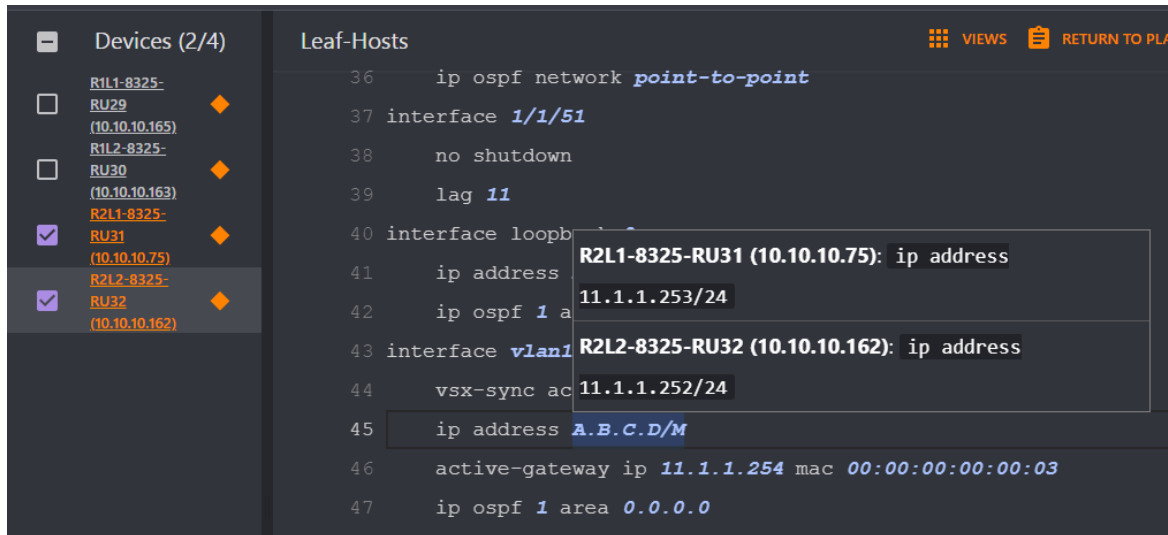 Devices (2/4)
R1L1-8325-
RU29
(10.10.10.165)
R1L2-8325-
RU30
(10.10.10.163)
R2L1-8325-
RU31
(10.10.10.75)
R2L2-8325-
RU32
(10.10.10.162)
Leaf-Hosts
VIEWS
RETURN TO PLA
36 ip ospf network point-to-point
37 interface 1/1/51
38 no shutdown
39 lag 11
40 interface loopb
41 ip address
42 ip ospf 1 a
43 interface vlan1
44 vsx-sync ac
45 ip address A.B.C.D/M
46 active-gateway ip 11.1.1.254 mac 00:00:00:00:00:03
47 ip ospf 1 area 0.0.0.0
R2L1-8325-RU31 (10.10.10.75): ip address
11.1.1.253/24
R2L2-8325-RU32 (10.10.10.162): ip address
11.1.1.252/24